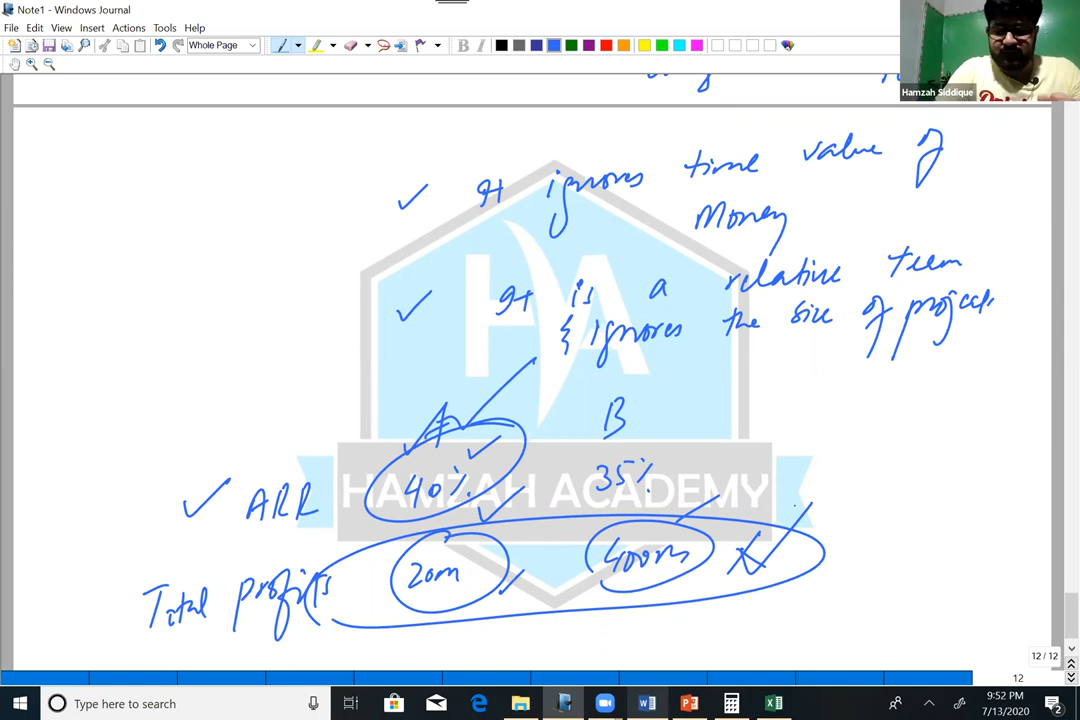 Note1 - Windows Journal
File Edit View Insert Actions Tools Help
Whole Page
B I
Hamzah Siddique
✓ It ignores time value of
Money
✓ It is a relative term
& ignores the size of project
A B
✓ ARR 40% 35%
HAMZAH ACADEMY
Total profits 20m 400m
12 / 12
12
Type here to search
9:52 PM
7/13/2020
2